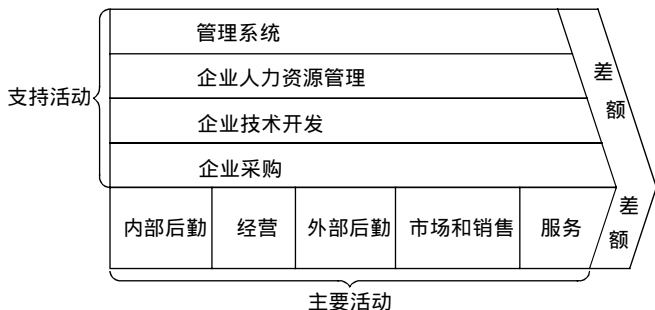 管理系统
企业人力资源管理
支持活动
企业技术开发
企业采购
差额
内部后勤 经营 外部后勤 市场和销售 服务
差额
主要活动